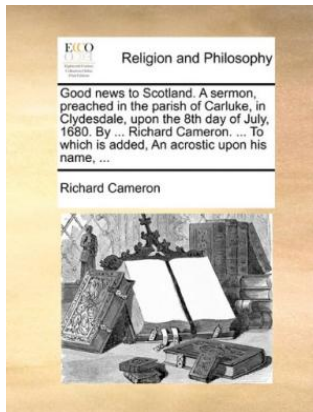 ECCO
Religion and Philosophy
Good news to Scotland. A sermon,
preached in the parish of Carluke, in
Clydesdale, upon the 8th day of July,
1680. By ... Richard Cameron. ... To
which is added, An acrostic upon his
name, ...
Richard Cameron